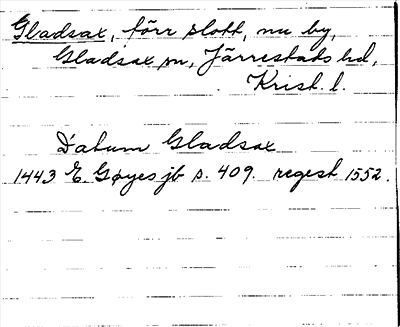 Gladsax, förr slott, nu by,
Gladsax sn, Järrestads hd,
Krist. l.
Datum Gladsax
1443 E. Gøyes jb s. 409. regest 1552.